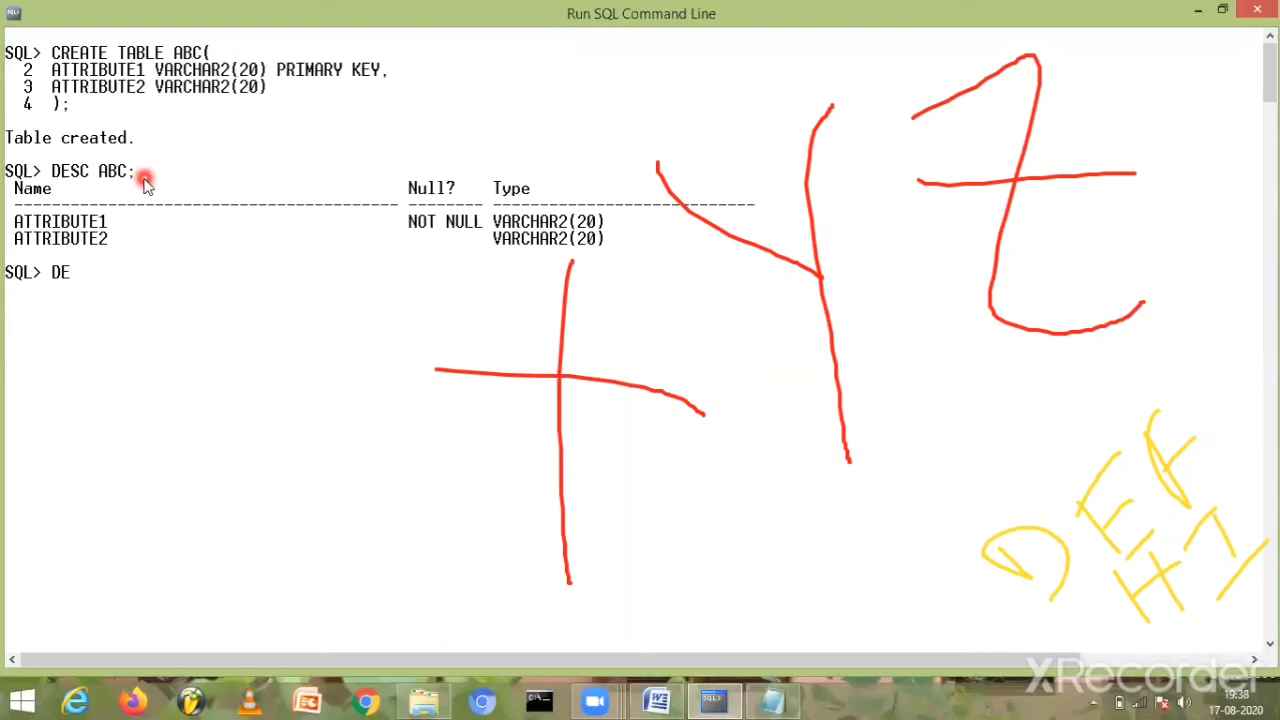 Run SQL Command Line
SQL> CREATE TABLE ABC(
2 ATTRIBUTE1 VARCHAR2(20) PRIMARY KEY,
3 ATTRIBUTE2 VARCHAR2(20)
4 );
Table created.
SQL> DESC ABC;
Name Null? Type
----------------------------------------- -------- ----------------------------
ATTRIBUTE1 NOT NULL VARCHAR2(20)
ATTRIBUTE2 VARCHAR2(20)
SQL> DE
DEF
HI
XRecorder
19:38
17-08-2020